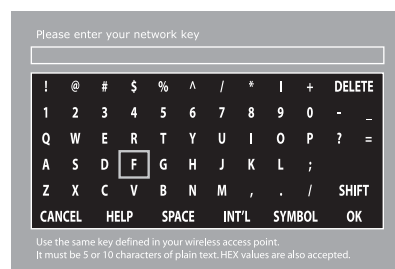 Please enter your network key
! @ # $ % ^ / * I + DELETE
1 2 3 4 5 6 7 8 9 0 - _
Q W E R T Y U I O P ? =
A S D F G H J K L ;
Z X C V B N M , . / SHIFT
CANCEL HELP SPACE INT'L SYMBOL OK
Use the same key defined in your wireless access point.
It must be 5 or 10 characters of plain text. HEX values are also accepted.